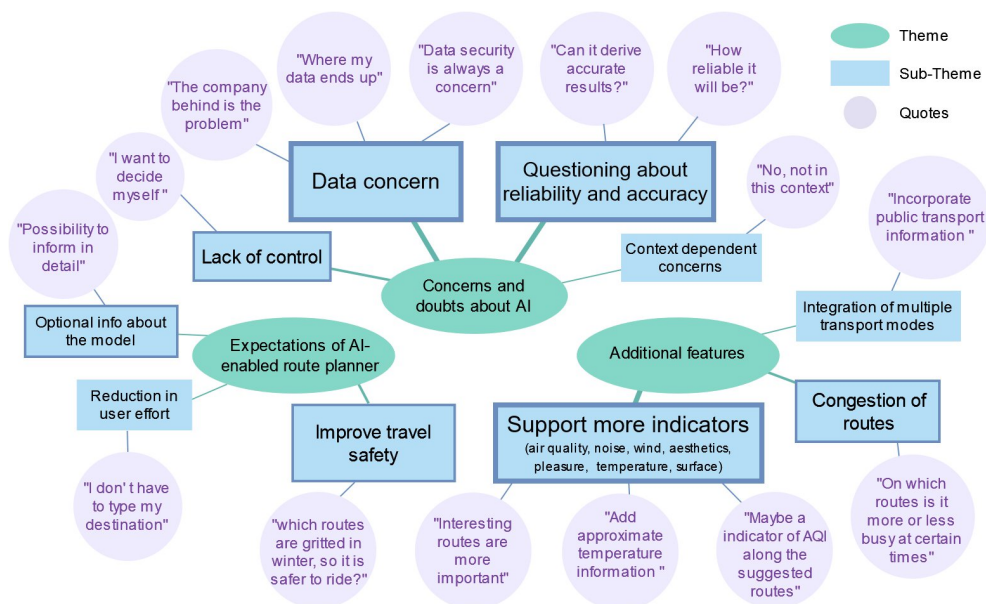 "Where my
data ends up"
"Data security
is always a
concern"
"Can it derive
accurate
results?"
"How
reliable it
will be?"
Theme
Sub-Theme
Quotes
"The company
behind is the
problem"
"I want to
decide
myself "
Data concern
Questioning about
reliability and accuracy
"No, not in
this context"
"Incorporate
public transport
information "
"Possibility to
inform in
detail"
Lack of control
Context dependent
concerns
Concerns and
doubts about AI
Optional info about
the model
Integration of multiple
transport modes
Expectations of AI-
enabled route planner
Additional features
Reduction in
user effort
Improve travel
safety
Support more indicators
(air quality, noise, wind, aesthetics,
pleasure, temperature, surface)
Congestion of
routes
"I don' t have
to type my
destination"
"which routes
are gritted in
winter, so it is
safer to ride?"
"Interesting
routes are
more
important"
"Add
approximate
temperature
information "
"Maybe a
indicator of AQI
along the
suggested
routes"
"On which
routes is it
more or less
busy at certain
times"